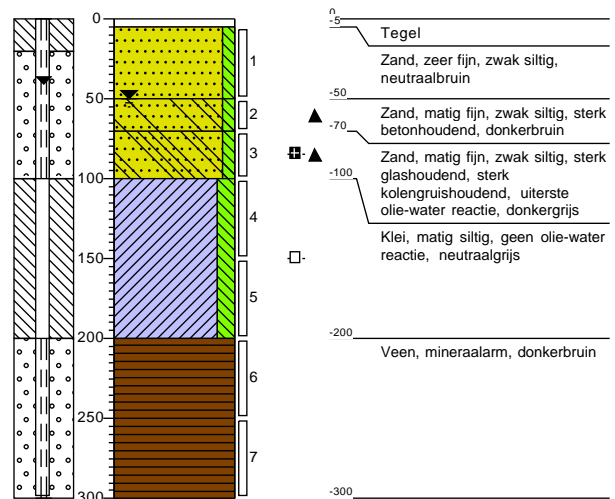 0
50
100
150
200
250
300
1
2
3
4
5
6
7
0
-5
Tegel
Zand, zeer fijn, zwak siltig,
neutraalbruin
-50
Zand, matig fijn, zwak siltig, sterk
betonhoudend, donkerbruin
-70
Zand, matig fijn, zwak siltig, sterk
glashoudend, sterk
kolengruishoudend, uiterste
olie-water reactie, donkergrijs
-100
Klei, matig siltig, geen olie-water
reactie, neutraalgrijs
-200
Veen, mineraalarm, donkerbruin
-300